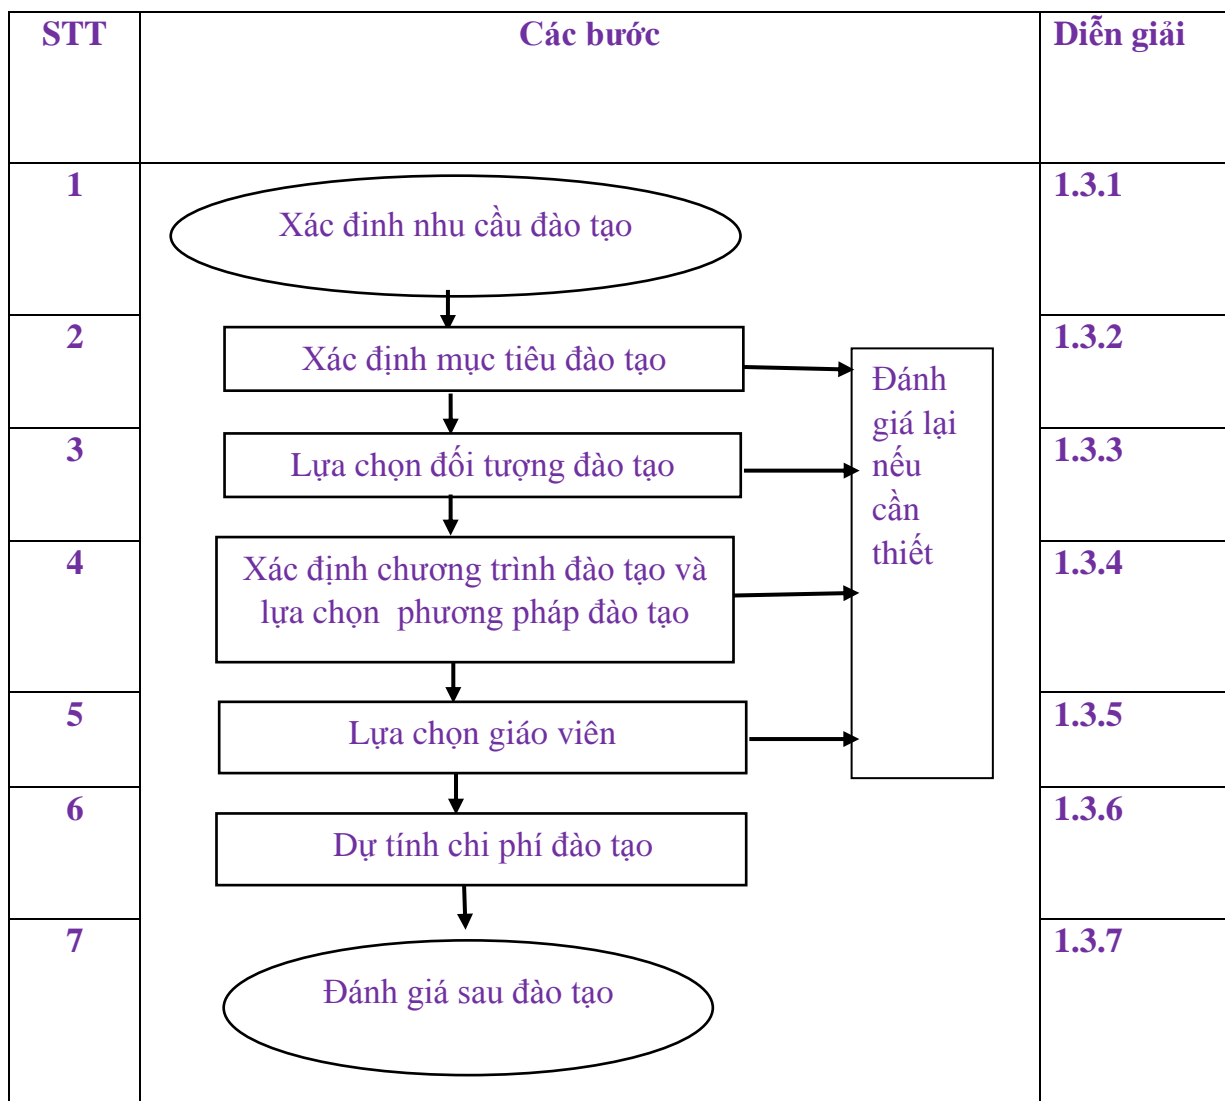 STT
Các bước
Diễn giải
1
Xác đinh nhu cầu đào tạo
1.3.1
2
Xác định mục tiêu đào tạo
1.3.2
Đánh
giá lại
nếu
cần
thiết
3
Lựa chọn đối tượng đào tạo
1.3.3
4
Xác định chương trình đào tạo và
lựa chọn  phương pháp đào tạo
1.3.4
5
Lựa chọn giáo viên
1.3.5
6
Dự tính chi phí đào tạo
1.3.6
7
Đánh giá sau đào tạo
1.3.7